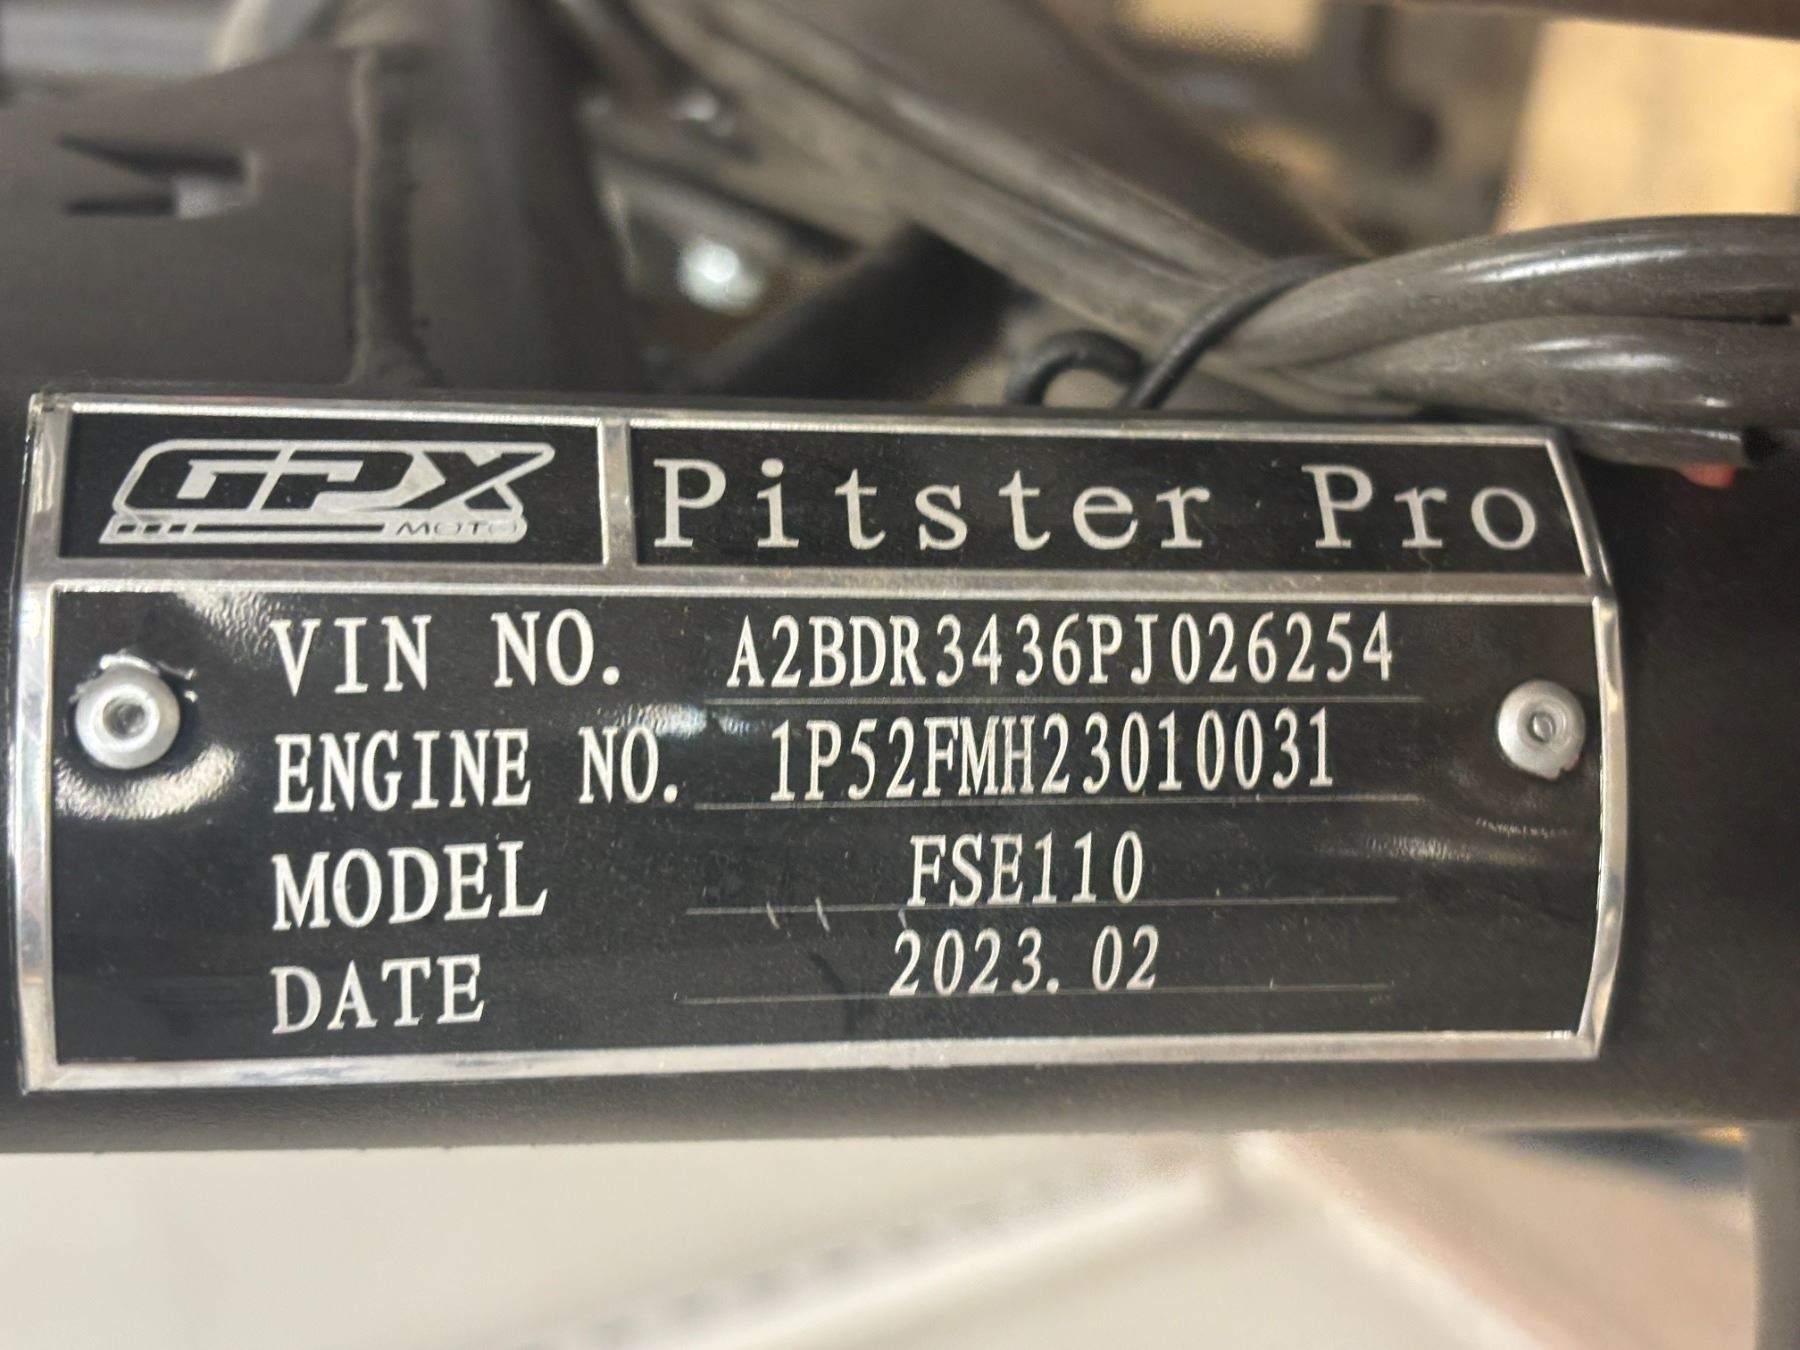 GPX MOTO Pitster Pro
VIN NO. A2BDR3436PJ026254
ENGINE NO. 1P52FMH23010031
MODEL FSE110
DATE 2023.02